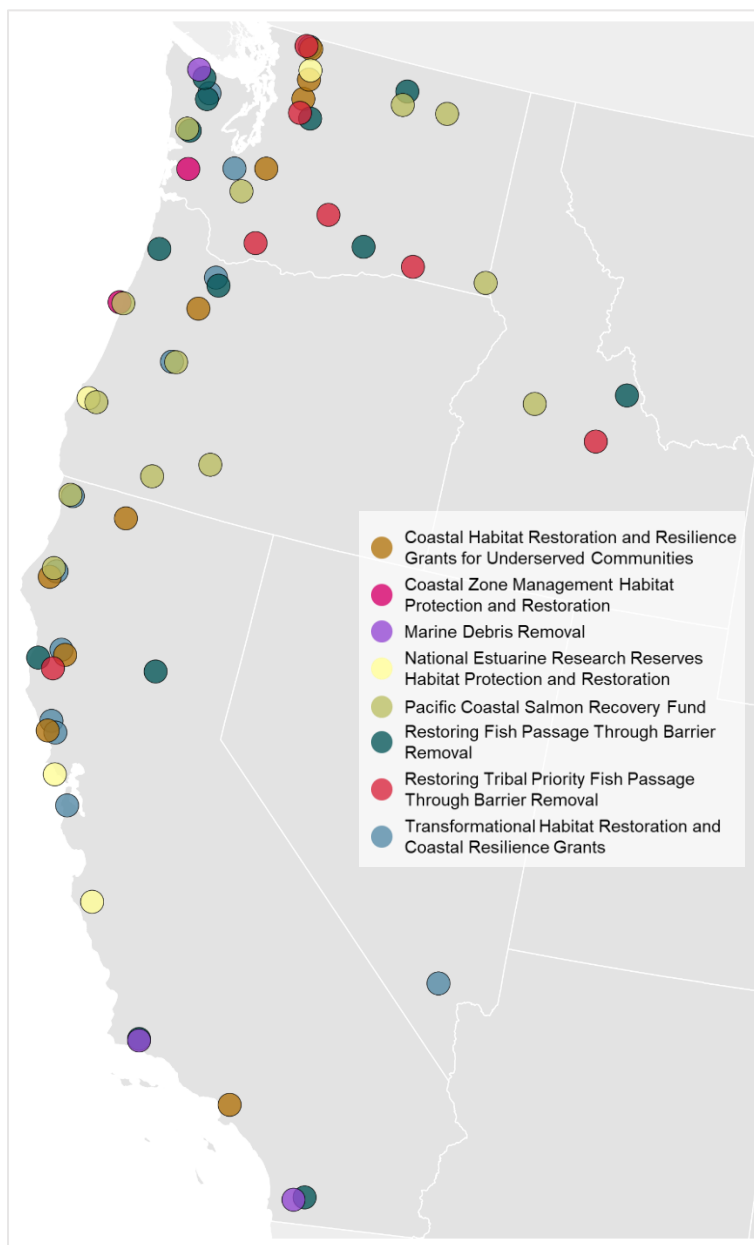 Coastal Habitat Restoration and Resilience
Grants for Underserved Communities
Coastal Zone Management Habitat
Protection and Restoration
Marine Debris Removal
National Estuarine Research Reserves
Habitat Protection and Restoration
Pacific Coastal Salmon Recovery Fund
Restoring Fish Passage Through Barrier
Removal
Restoring Tribal Priority Fish Passage
Through Barrier Removal
Transformational Habitat Restoration and
Coastal Resilience Grants